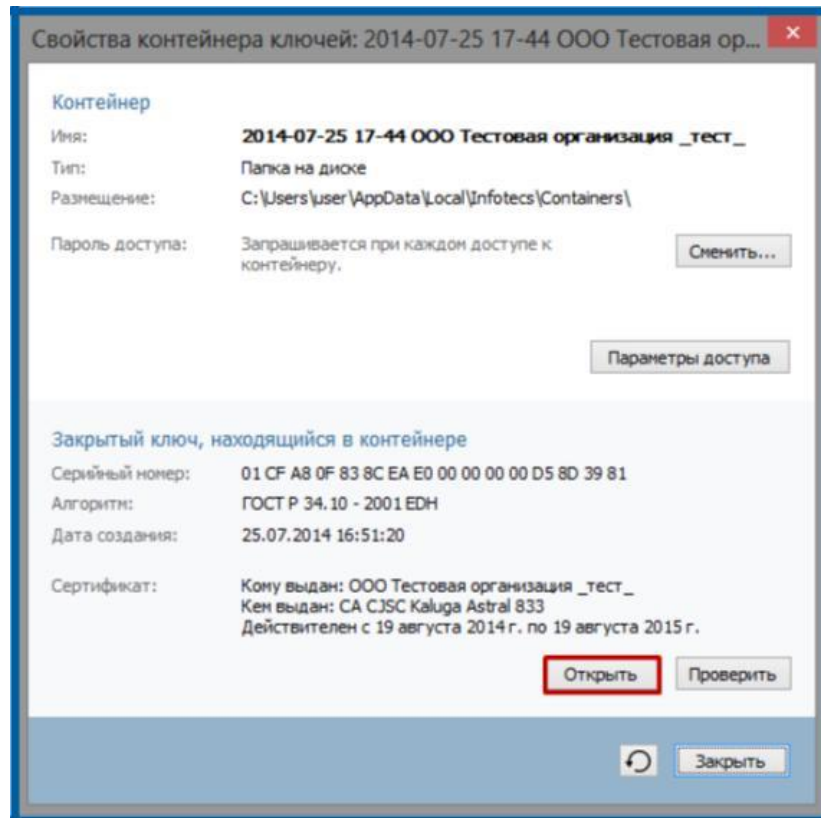 Свойства контейнера ключей: 2014-07-25 17-44 ООО Тестовая ор...
Контейнер
Имя: 2014-07-25 17-44 ООО Тестовая организация _тест_
Тип: Папка на диске
Размещение: C:\Users\user\AppData\Local\Infotecs\Containers\
Пароль доступа: Запрашивается при каждом доступе к
контейнеру.
Сменить...
Параметры доступа
Закрытый ключ, находящийся в контейнере
Серийный номер: 01 CF A8 0F 83 8C EA E0 00 00 00 00 D5 8D 39 81
Алгоритм: ГОСТ Р 34.10 - 2001 EDH
Дата создания: 25.07.2014 16:51:20
Сертификат: Кому выдан: ООО Тестовая организация _тест_
Кем выдан: CA CJSC Kaluga Astral 833
Действителен с 19 августа 2014 г. по 19 августа 2015 г.
Открыть Проверить
Закрыть